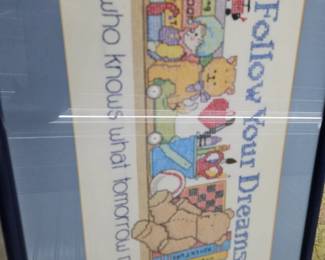 Follow Your Dreams
who knows what tomorrow